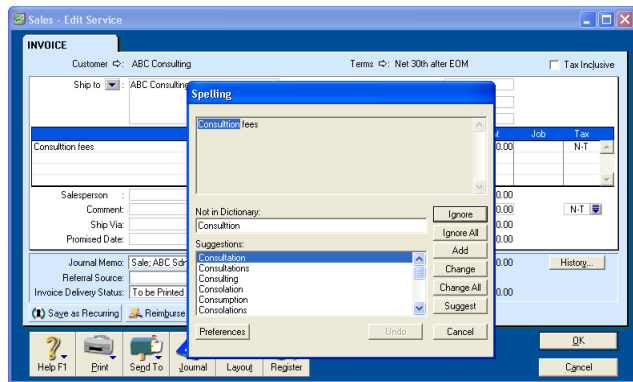 Sales - Edit Service
INVOICE
Customer ⇨: ABC Consulting Terms ⇨: Net 30th after EOM Tax Inclusive
Ship to : ABC Consulting
Spelling
Consulttion fees
Job Tax
Consulttion fees 0.00 N-T
Salesperson : 0.00
Comment: 0.00 N-T
Ship Via: 0.00
Promised Date: 0.00
Not in Dictionary:
Consulttion
Ignore
Ignore All
Suggestions:
Add
Consultation
Consultations
Consulting
Consolation
Consumption
Consolations
Change
Change All
Suggest
Preferences Undo Cancel
Journal Memo: Sale; ABC 0.00 History...
Referral Source:
Invoice Delivery Status: To be Printed 0.00
Save as Recurring Reimburse
Help F1 Print Send To Journal Layout Register
OK
Cancel